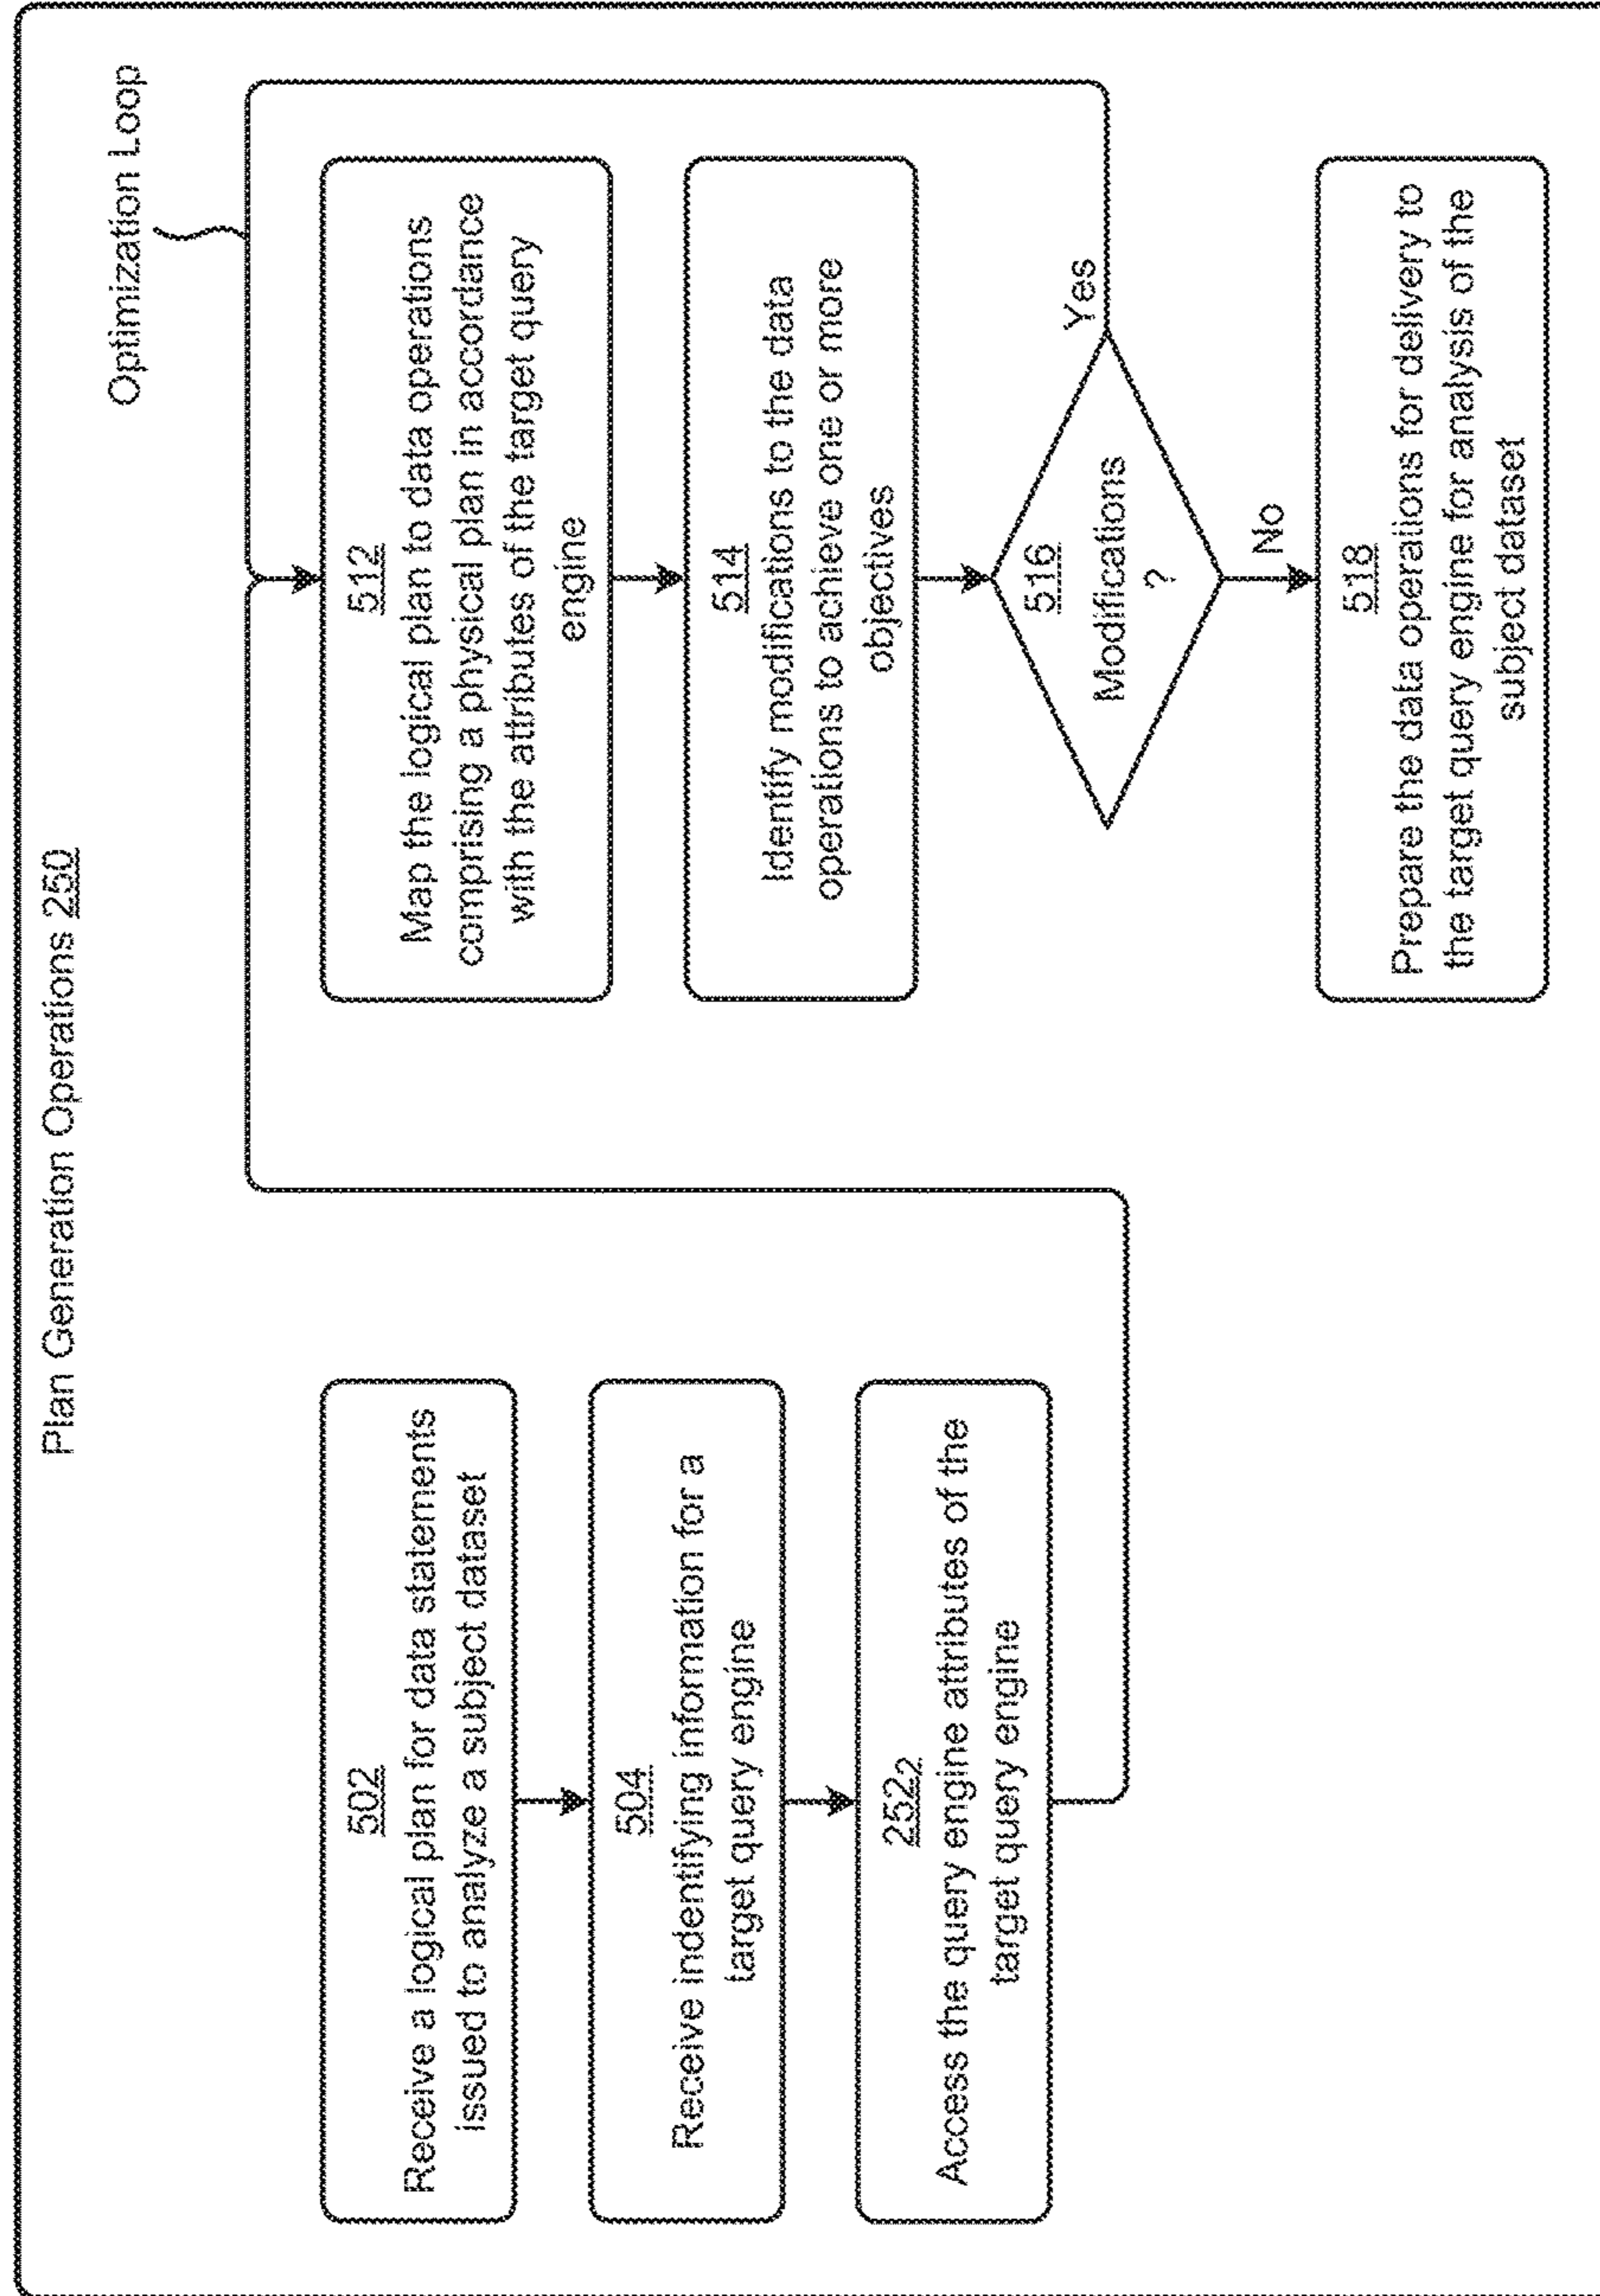 Plan Generation Operations 250
502
Receive a logical plan for data statements
issued to analyze a subject dataset
504
Receive indentifying information for a
target query engine
252₂
Access the query engine attributes of the
target query engine
Optimization Loop
512
Map the logical plan to data operations
comprising a physical plan in accordance
with the attributes of the target query
engine
514
Identify modifications to the data
operations to achieve one or more
objectives
516
Modifications
?
Yes
No
518
Prepare the data operations for delivery to
the target query engine for analysis of the
subject dataset